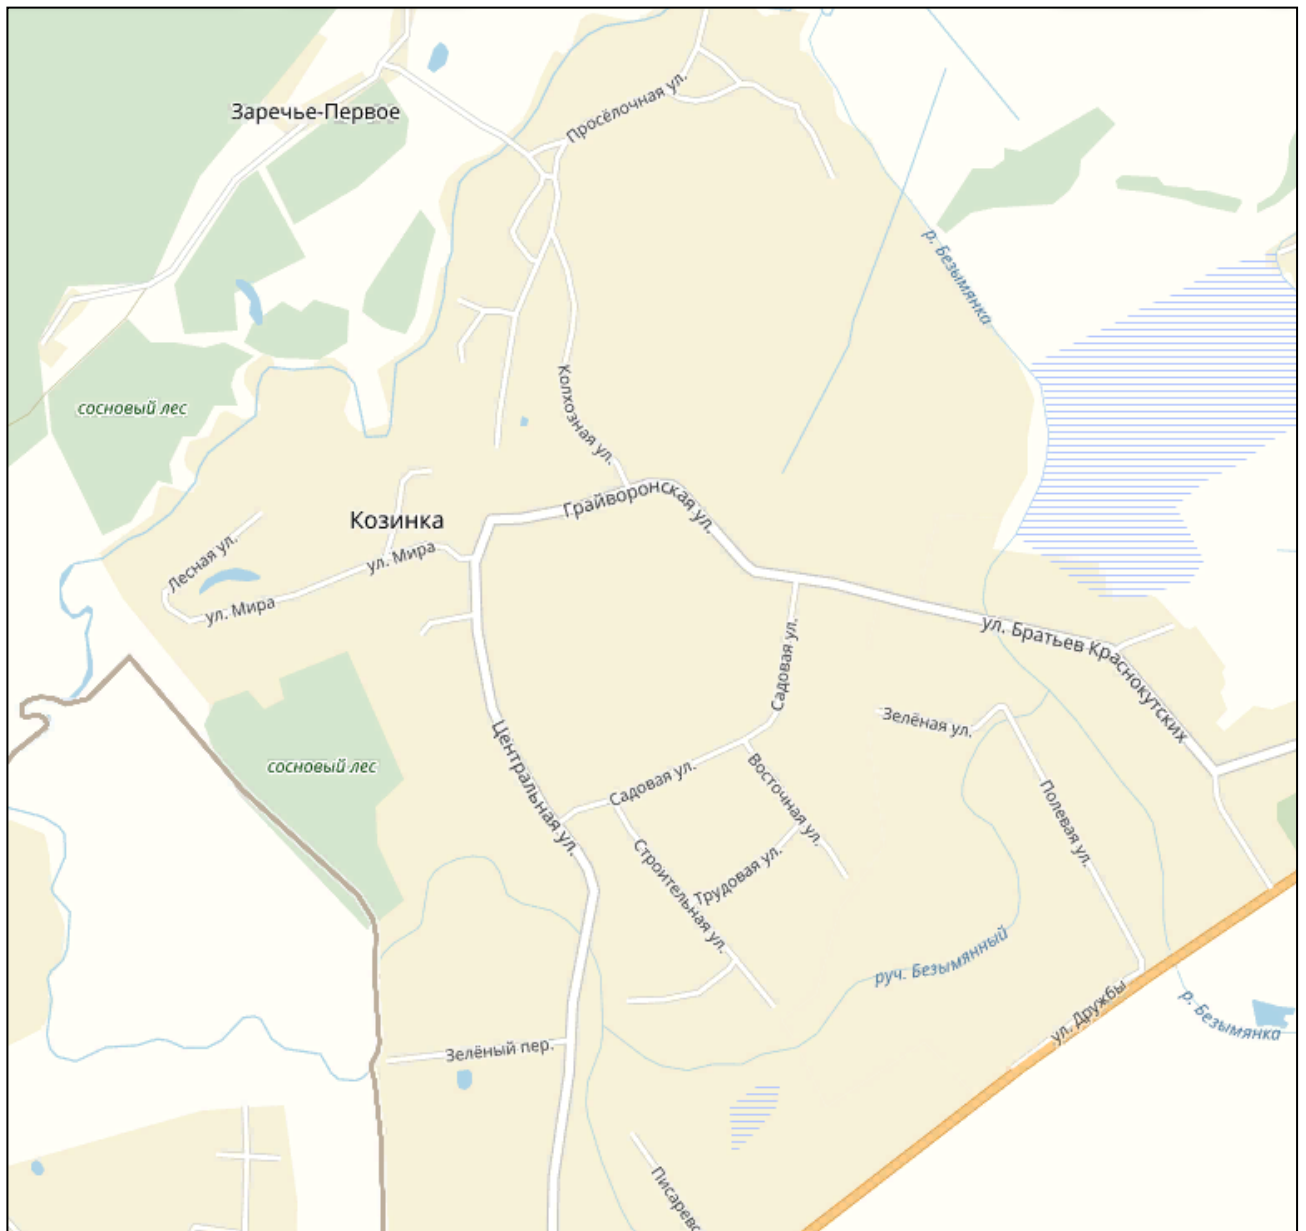 Просёлочная ул.
Заречье-Первое
р. Безымянка
сосновый лес
Колхозная ул.
Грайворонская ул.
Козинка
ул. Мира
Лесная ул.
ул. Мира
ул. Братьев Краснокутских
Садовая ул.
Зелёная ул.
сосновый лес
Центральная ул.
Садовая ул.
Восточная ул.
Полевая ул.
Строительная ул.
Трудовая ул.
руч. Безымянный
ул. Дружбы
р. Безымянка
Зелёный пер.